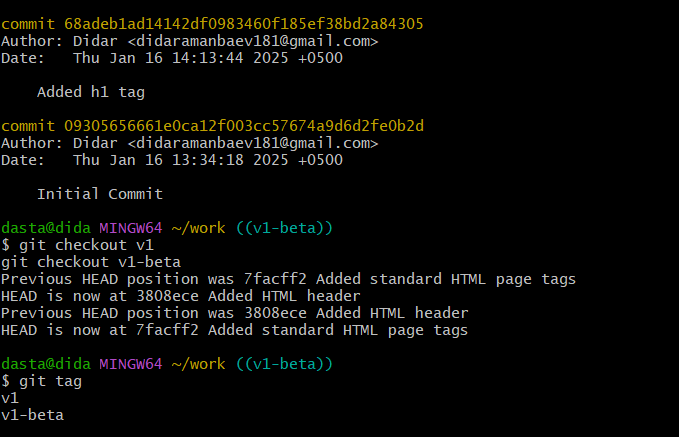 commit 68adeb1ad14142df0983460f185ef38bd2a84305
Author: Didar <didaramanbaev181@gmail.com>
Date:   Thu Jan 16 14:13:44 2025 +0500
    Added h1 tag
commit 09305656661e0ca12f003cc57674a9d6d2fe0b2d
Author: Didar <didaramanbaev181@gmail.com>
Date:   Thu Jan 16 13:34:18 2025 +0500
    Initial Commit
dasta@dida MINGW64 ~/work ((v1-beta))
$ git checkout v1
git checkout v1-beta
Previous HEAD position was 7facff2 Added standard HTML page tags
HEAD is now at 3808ece Added HTML header
Previous HEAD position was 3808ece Added HTML header
HEAD is now at 7facff2 Added standard HTML page tags
dasta@dida MINGW64 ~/work ((v1-beta))
$ git tag
v1
v1-beta